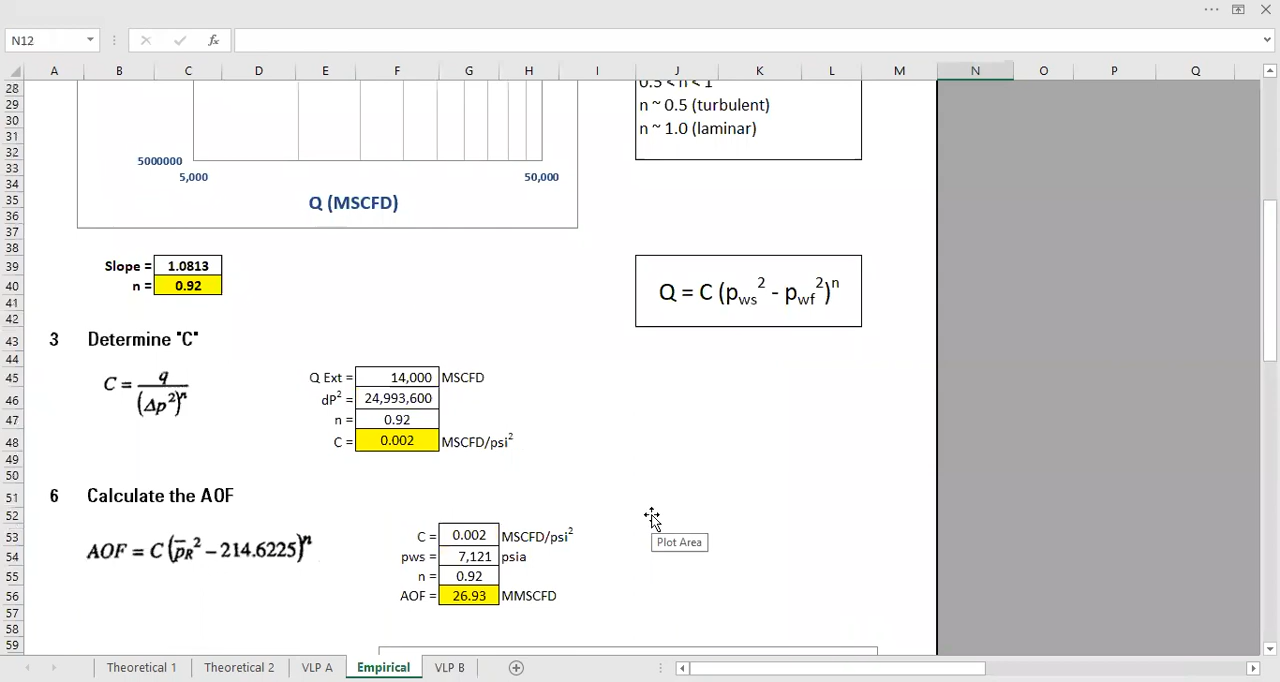 N12
fx
A B C D E F G H I J K L M N O P Q
28
29
30
31
32
33
34
35
36
37
38
39
40
41
42
43
44
45
46
47
48
49
50
51
52
53
54
55
56
57
58
59
5000000
5,000
50,000
Q (MSCFD)
0.5 < n < 1
n ~ 0.5 (turbulent)
n ~ 1.0 (laminar)
Slope = 1.0813
n = 0.92
Q = C (pws² - pwf²)ⁿ
3 Determine "C"
C = q / (Δp²)ⁿ
Q Ext = 14,000 MSCFD
dP² = 24,993,600
n = 0.92
C = 0.002 MSCFD/psi²
6 Calculate the AOF
AOF = C (p̅R² – 214.6225)ⁿ
C = 0.002 MSCFD/psi²
pws = 7,121 psia
n = 0.92
AOF = 26.93 MMSCFD
Plot Area
Theoretical 1 Theoretical 2 VLP A Empirical VLP B